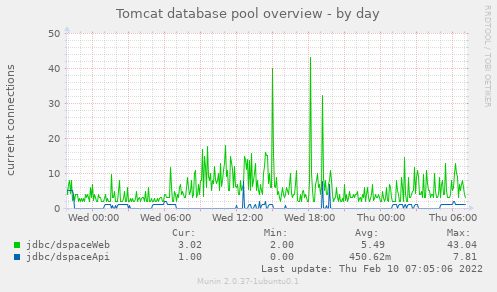 Tomcat database pool overview - by day
RRDTOOL / TOBI OETIKER
current connections
50
40
30
20
10
0
Wed 00:00 Wed 06:00 Wed 12:00 Wed 18:00 Thu 00:00 Thu 06:00
Cur: Min: Avg: Max:
jdbc/dspaceWeb 3.02 2.00 5.49 43.04
jdbc/dspaceApi 1.00 0.00 450.62m 7.81
Last update: Thu Feb 10 07:05:06 2022
Munin 2.0.37-1ubuntu0.1